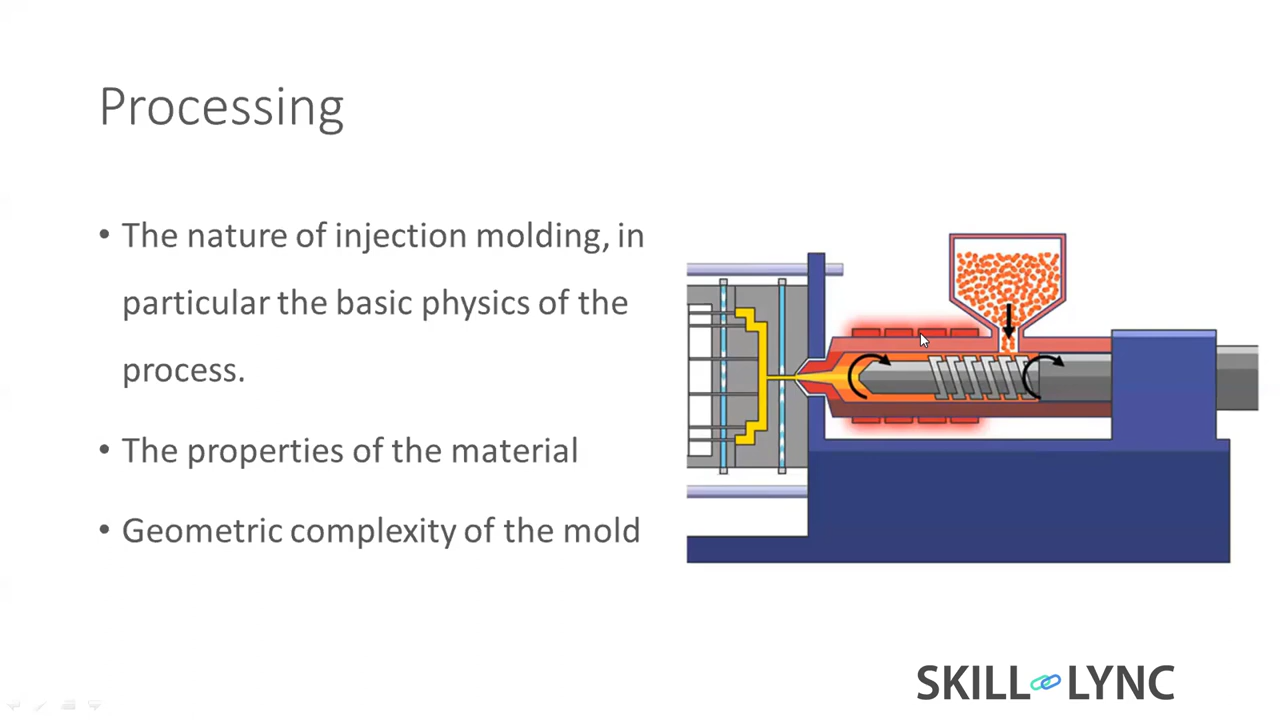 Processing
• The nature of injection molding, in
particular the basic physics of the
process.
• The properties of the material
• Geometric complexity of the mold
SKILL LYNC